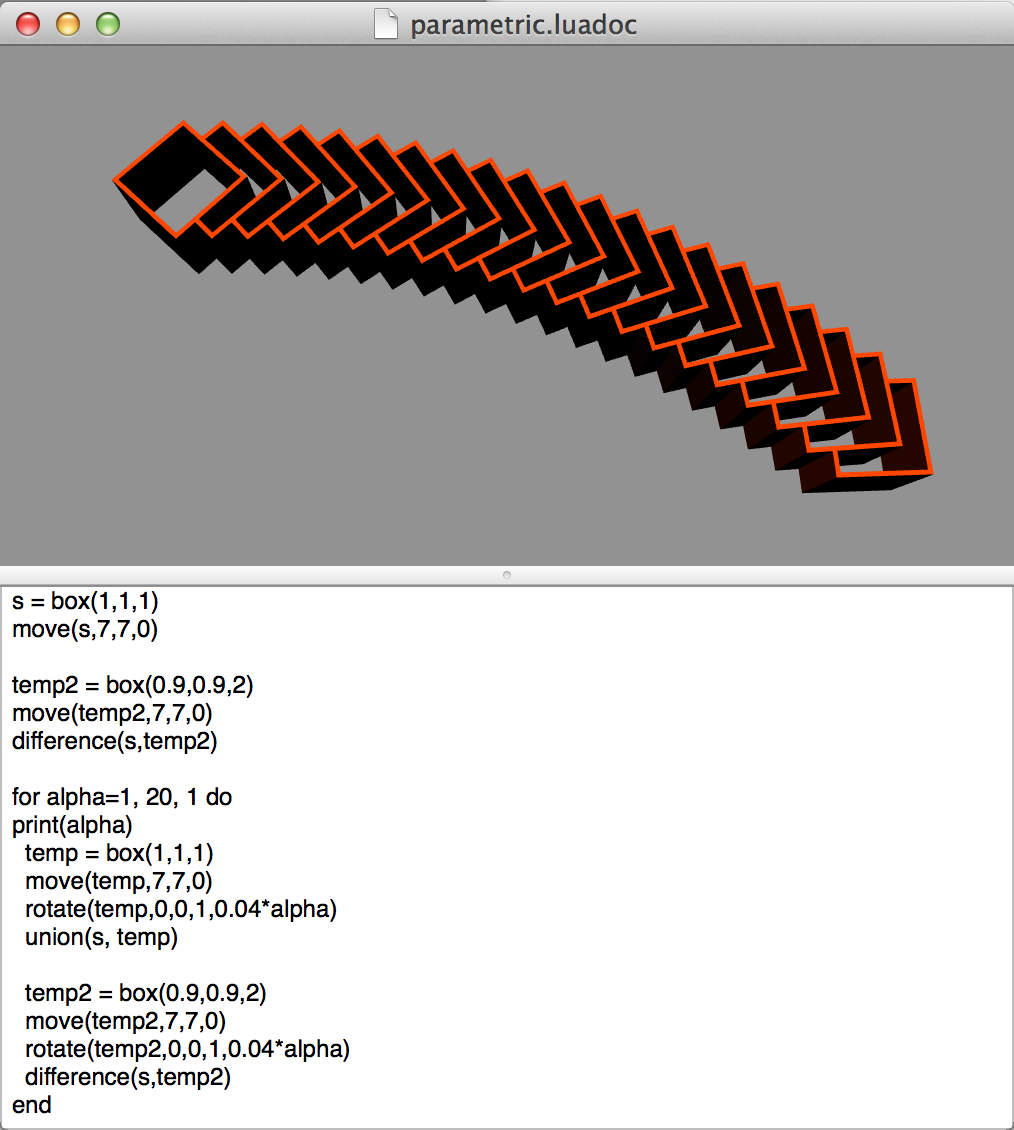 parametric.luadoc
s = box(1,1,1)
move(s,7,7,0)
temp2 = box(0.9,0.9,2)
move(temp2,7,7,0)
difference(s,temp2)
for alpha=1, 20, 1 do
print(alpha)
temp = box(1,1,1)
move(temp,7,7,0)
rotate(temp,0,0,1,0.04*alpha)
union(s, temp)
temp2 = box(0.9,0.9,2)
move(temp2,7,7,0)
rotate(temp2,0,0,1,0.04*alpha)
difference(s,temp2)
end